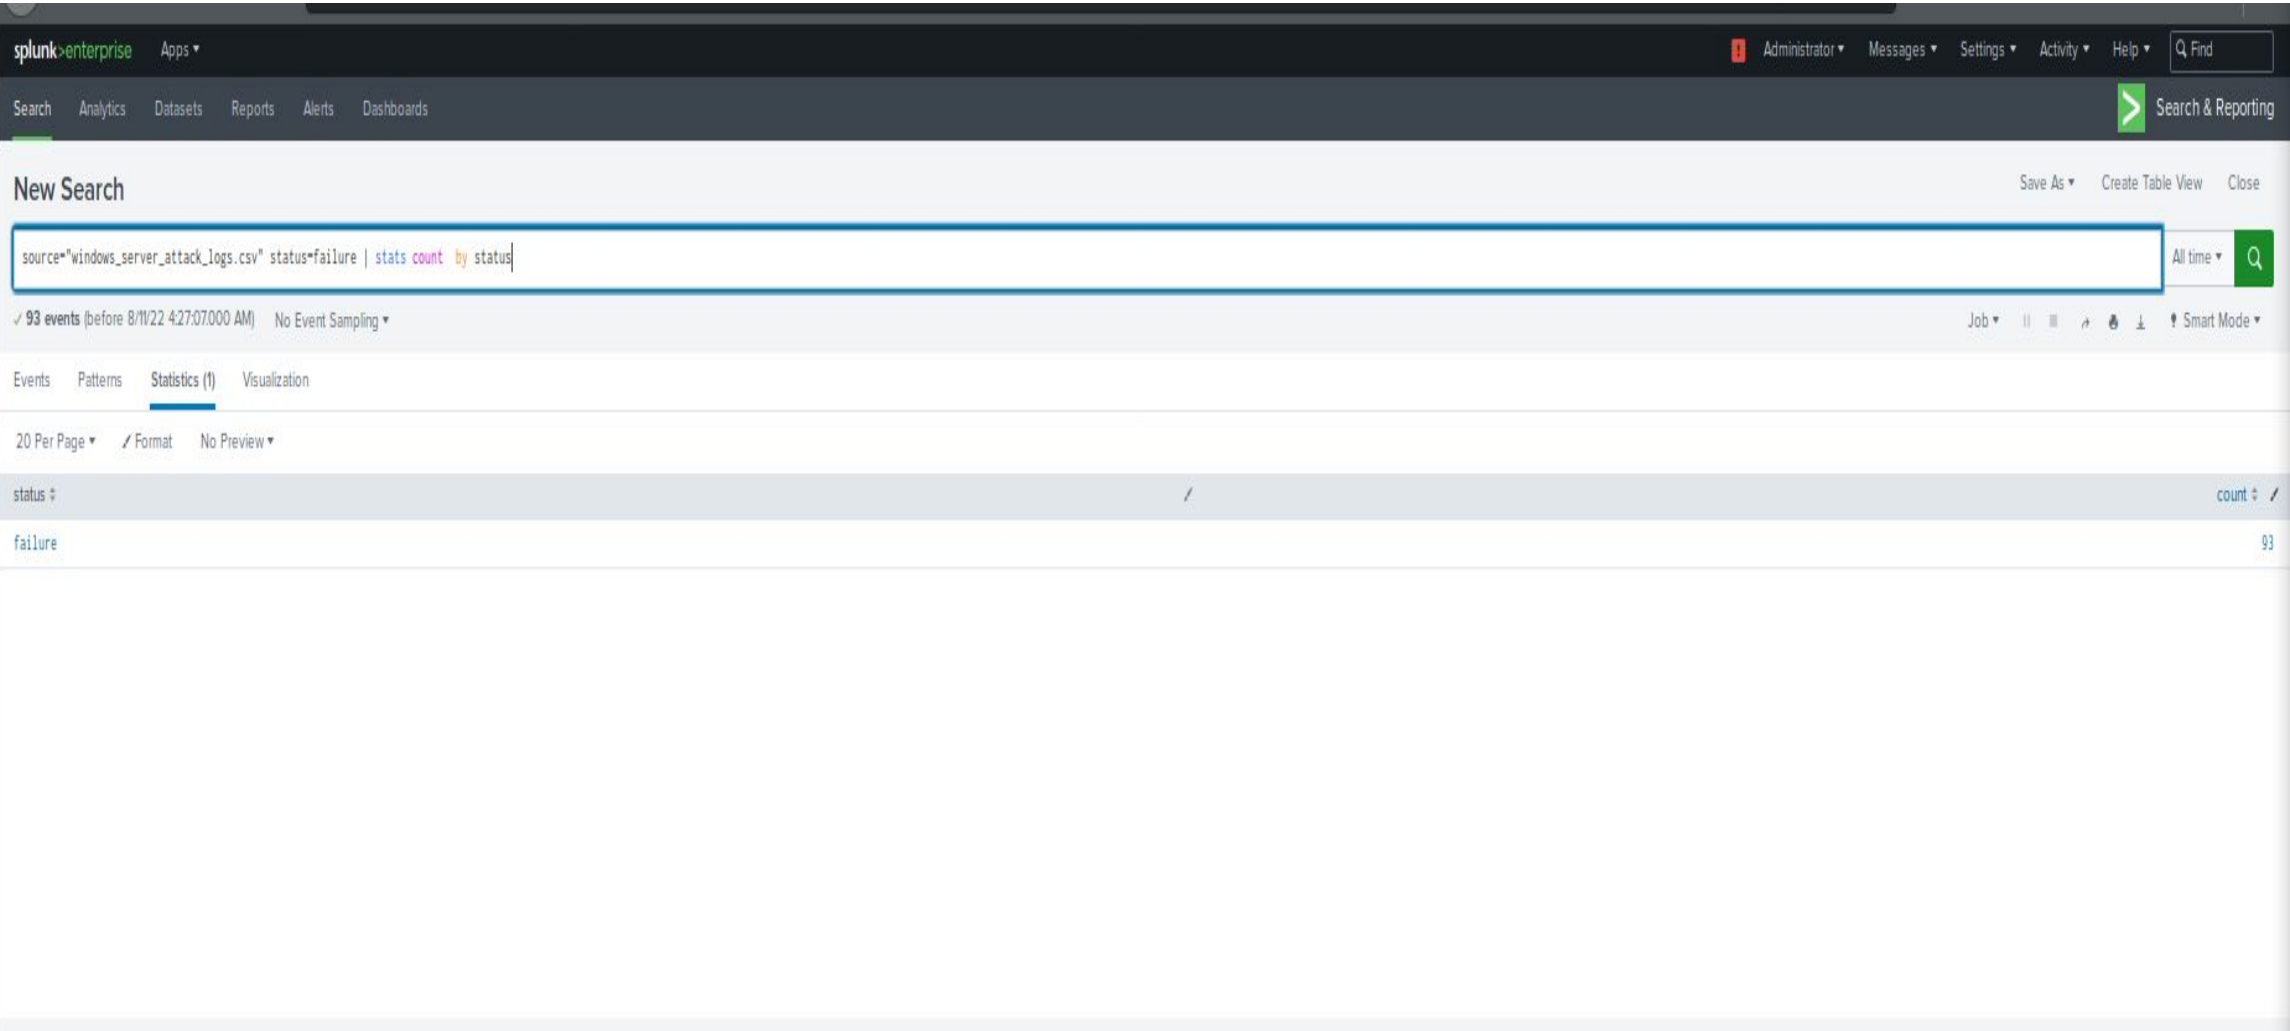 splunk>enterprise Apps Administrator Messages Settings Activity Help Find
Search Analytics Datasets Reports Alerts Dashboards Search & Reporting
New Search Save As Create Table View Close
source="windows_server_attack_logs.csv" status=failure | stats count by status All time
93 events (before 8/11/22 4:27:07.000 AM) No Event Sampling Job Smart Mode
Events Patterns Statistics (1) Visualization
20 Per Page Format No Preview
status count
failure 93